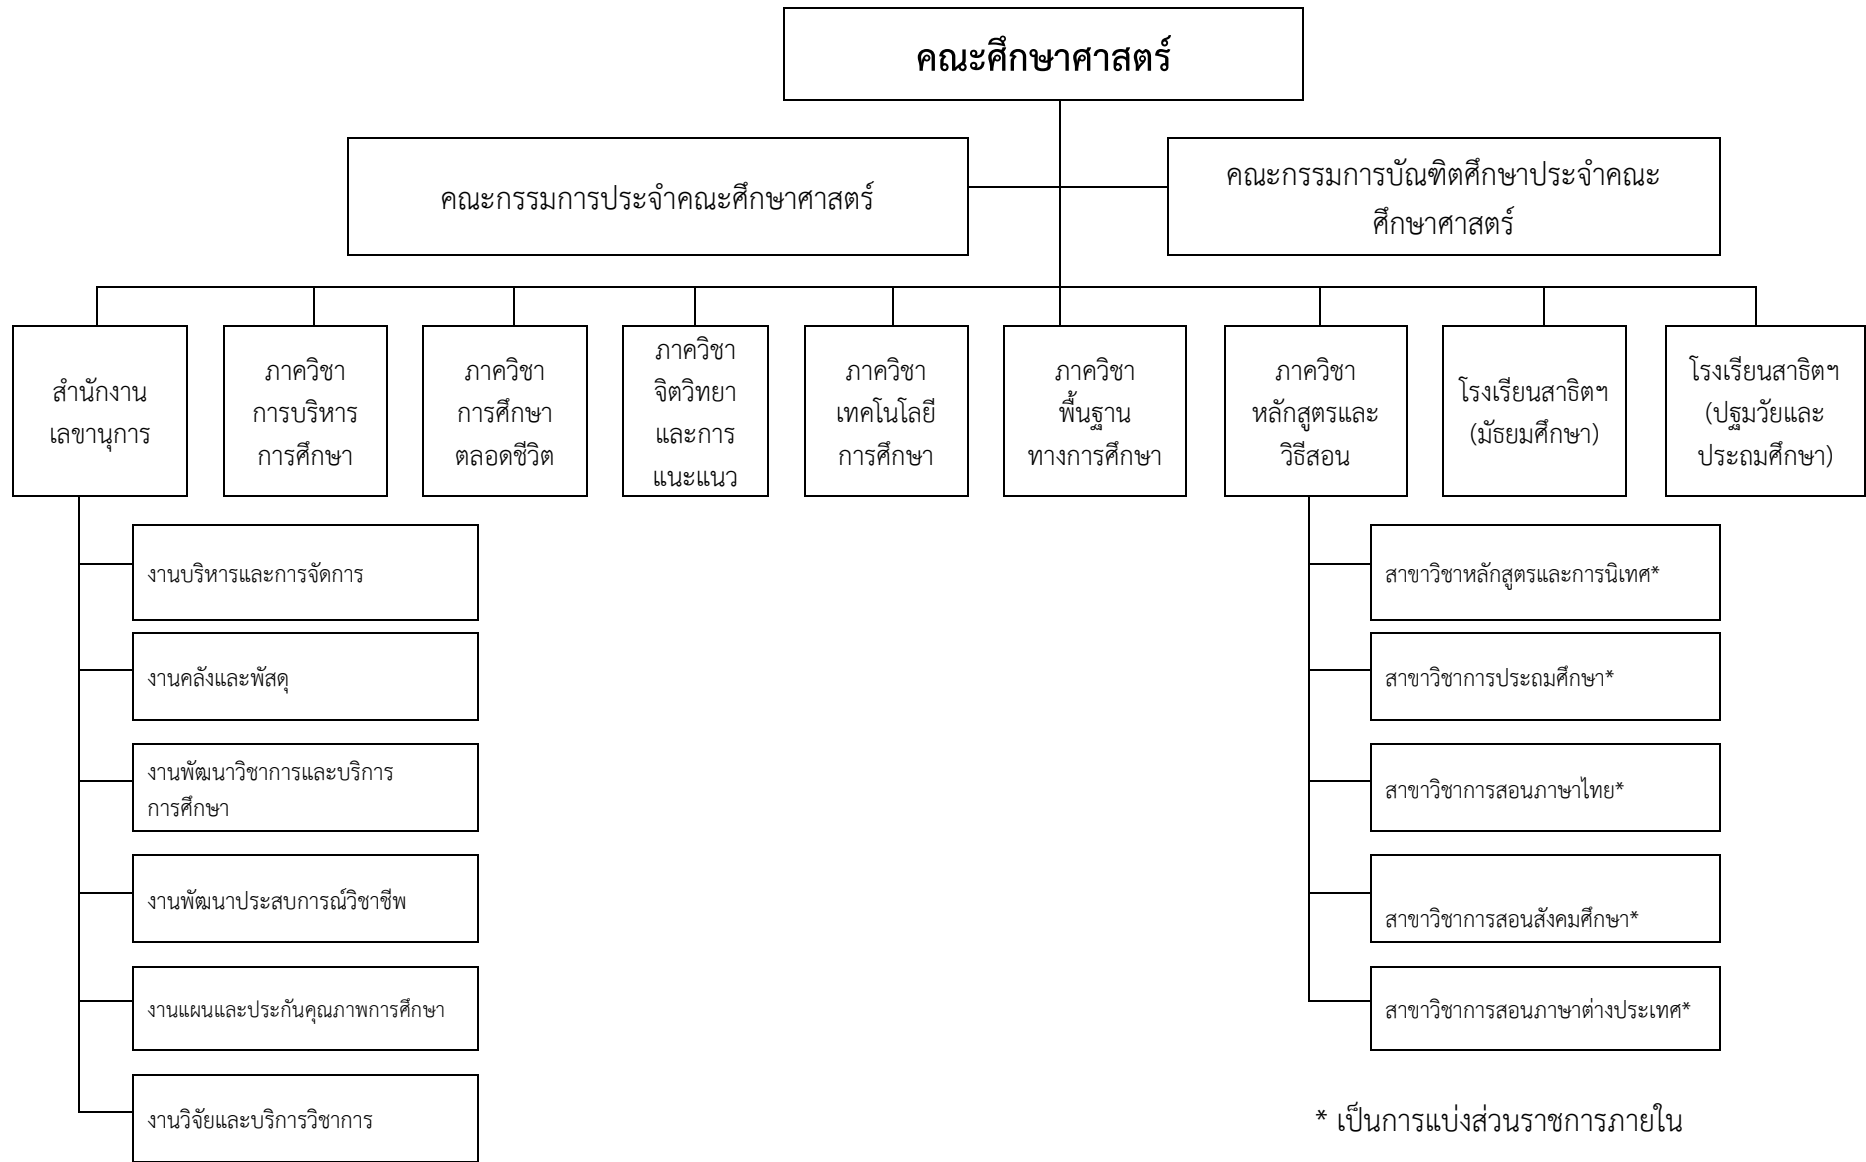 คณะศึกษาศาสตร์
คณะกรรมการประจำคณะศึกษาศาสตร์
คณะกรรมการบัณฑิตศึกษาประจำคณะ
ศึกษาศาสตร์
สำนักงาน
เลขานุการ
ภาควิชา
การบริหาร
การศึกษา
ภาควิชา
การศึกษา
ตลอดชีวิต
ภาควิชา
จิตวิทยา
และการ
แนะแนว
ภาควิชา
เทคโนโลยี
การศึกษา
ภาควิชา
พื้นฐาน
ทางการศึกษา
ภาควิชา
หลักสูตรและ
วิธีสอน
โรงเรียนสาธิตฯ
(มัธยมศึกษา)
โรงเรียนสาธิตฯ
(ปฐมวัยและ
ประถมศึกษา)
งานบริหารและการจัดการ
งานคลังและพัสดุ
งานพัฒนาวิชาการและบริการ
การศึกษา
งานพัฒนาประสบการณ์วิชาชีพ
งานแผนและประกันคุณภาพการศึกษา
งานวิจัยและบริการวิชาการ
สาขาวิชาหลักสูตรและการนิเทศ*
สาขาวิชาการประถมศึกษา*
สาขาวิชาการสอนภาษาไทย*
สาขาวิชาการสอนสังคมศึกษา*
สาขาวิชาการสอนภาษาต่างประเทศ*
* เป็นการแบ่งส่วนราชการภายใน